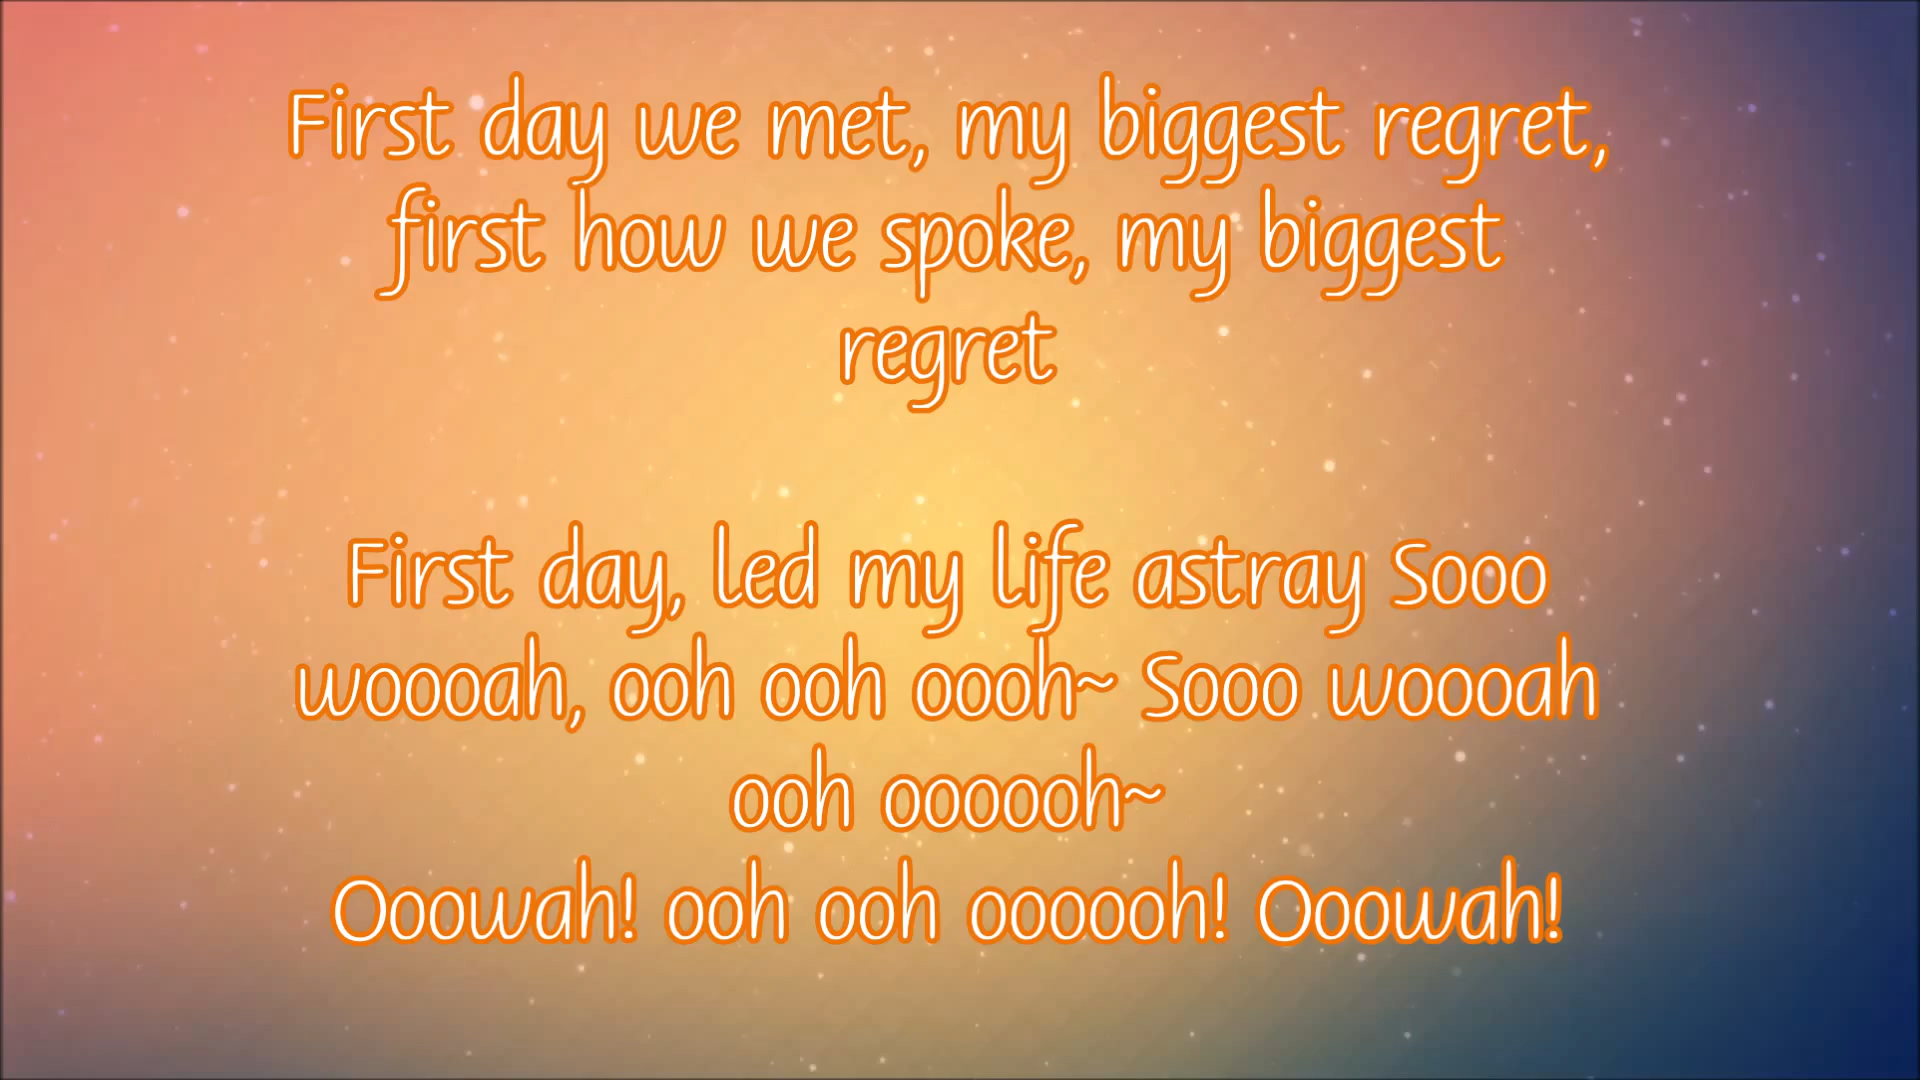 First day we met, my biggest regret,
first how we spoke, my biggest
regret
First day, led my life astray Sooo
woooah, ooh ooh oooh~ Sooo woooah
ooh oooooh~
Ooowah! ooh ooh oooooh! Ooowah!